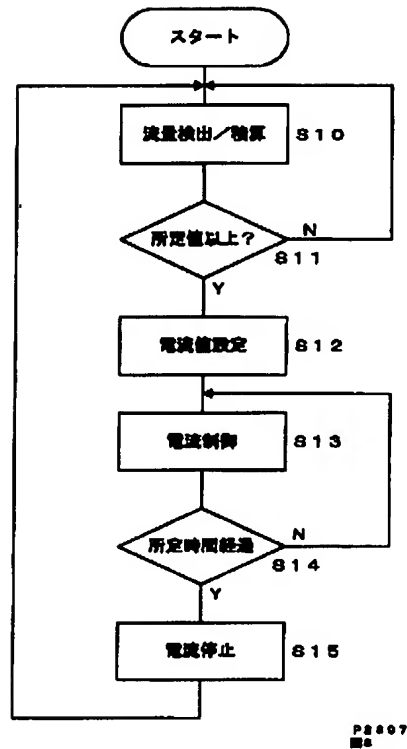 スタート
流量検出／積算
S10
所定値以上?
N
S11
Y
電流値設定
S12
電流制御
S13
所定時間経過
N
S14
Y
電流停止
S15
P2807